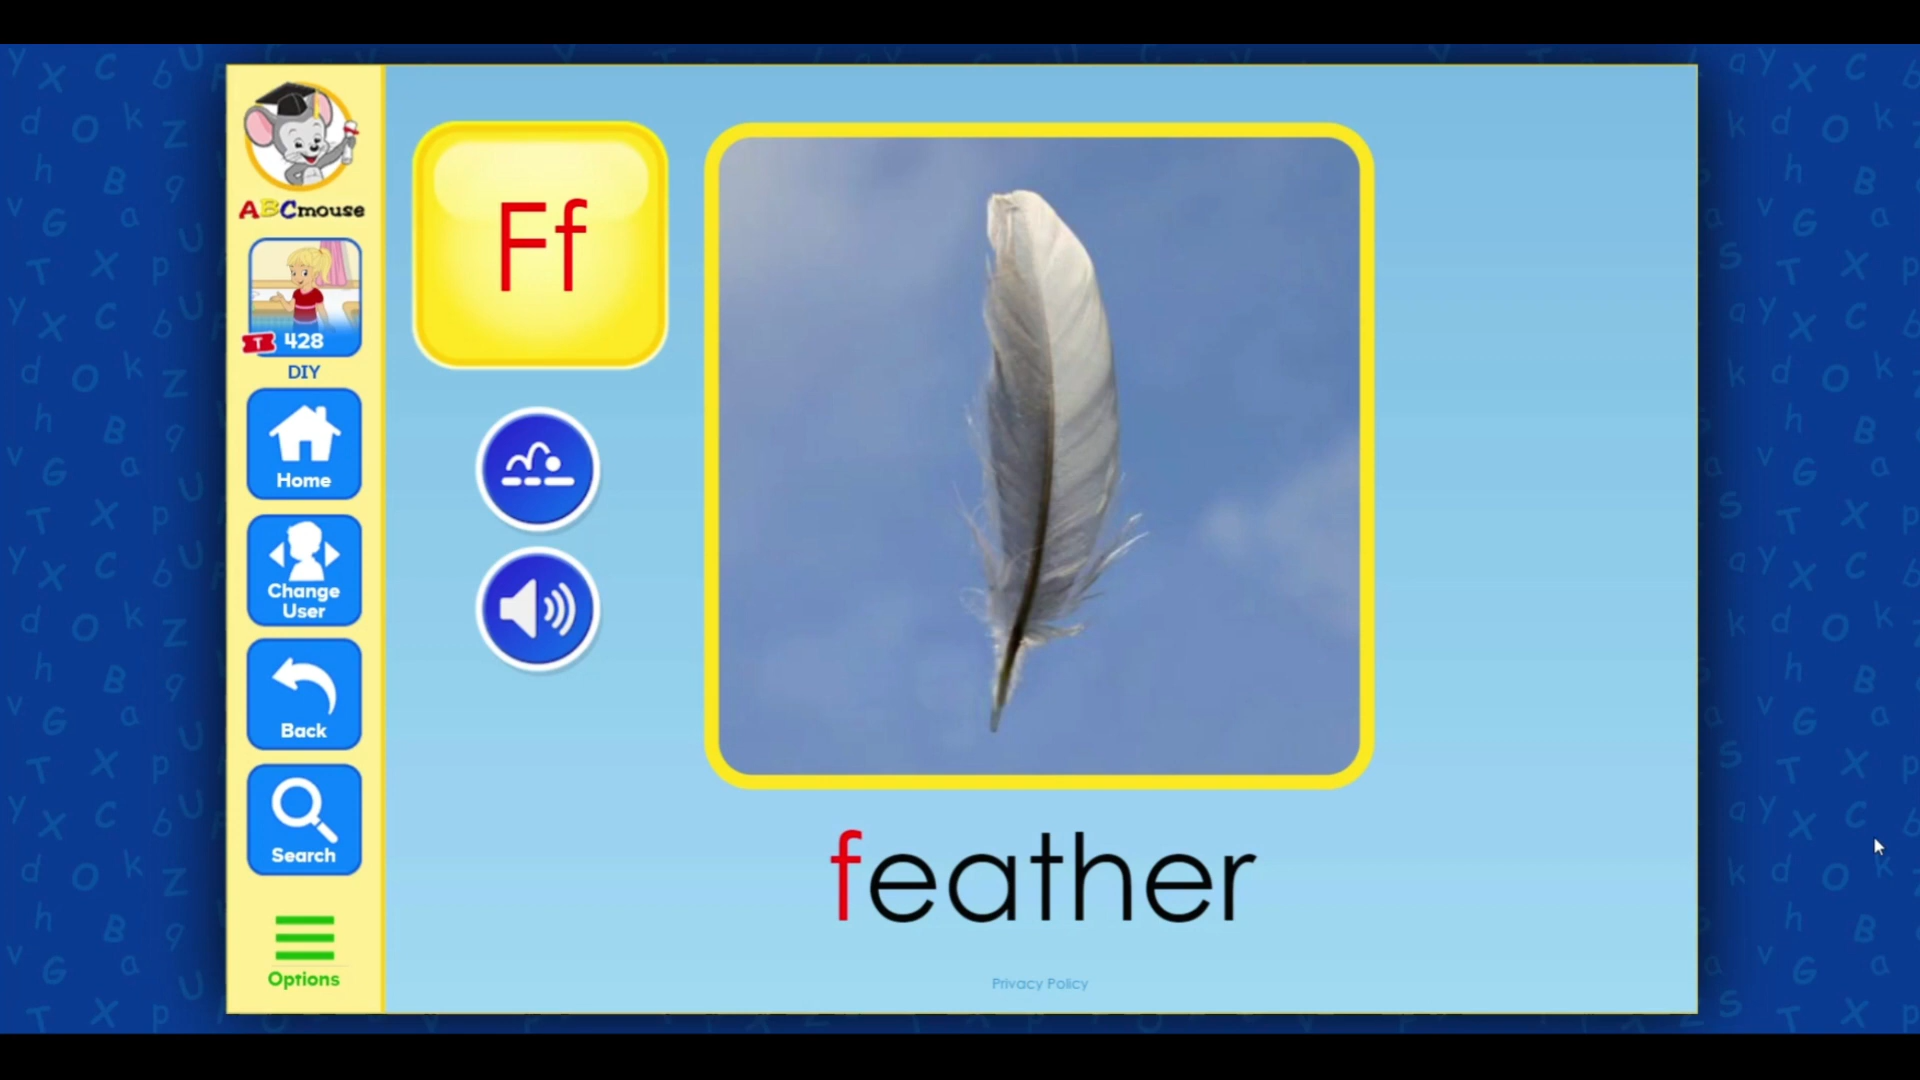 ABCmouse
T 428
DIY
Home
Change
User
Back
Search
Options
Ff
feather
Privacy Policy